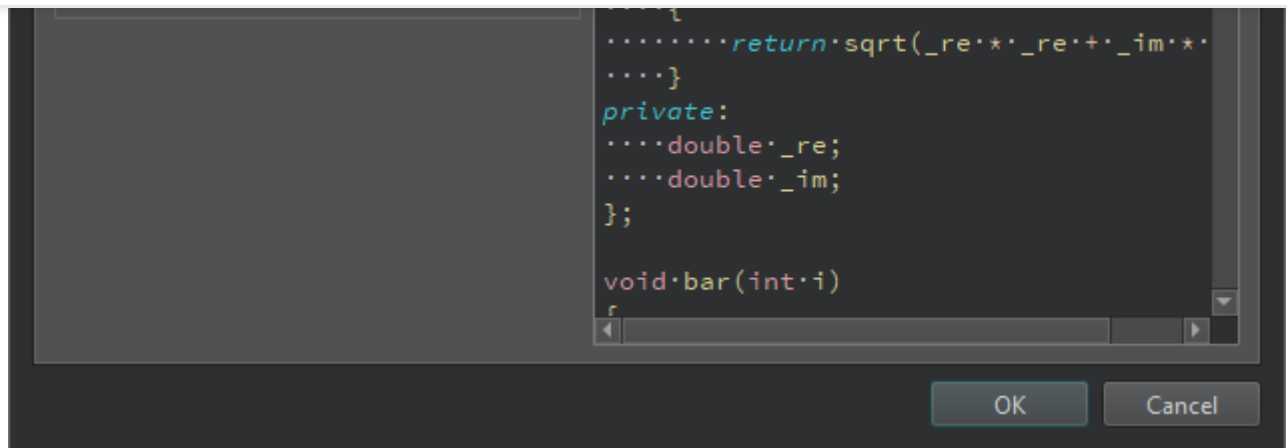 ····{
········return·sqrt(_re·*·_re·+·_im·*·
····}
private:
····double·_re;
····double·_im;
};
void·bar(int·i)
{
OK
Cancel